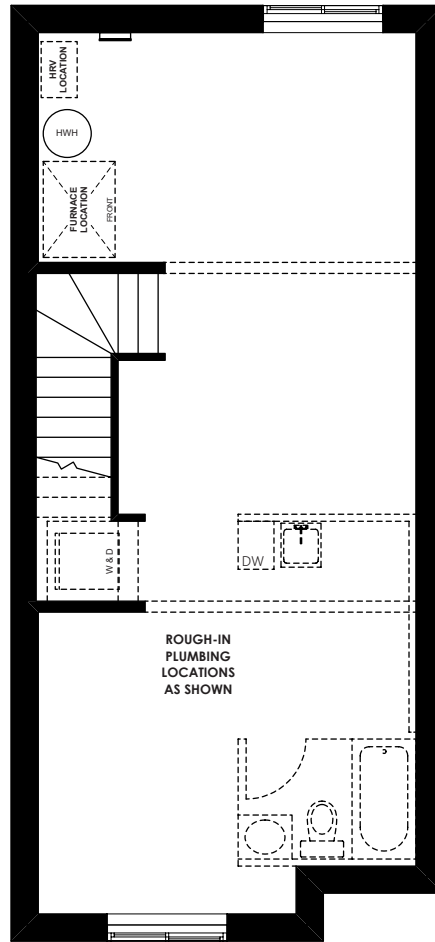 HRV
LOCATION
HWH
FURNACE
LOCATION
FRONT
W & D
DW
ROUGH-IN
PLUMBING
LOCATIONS
AS SHOWN